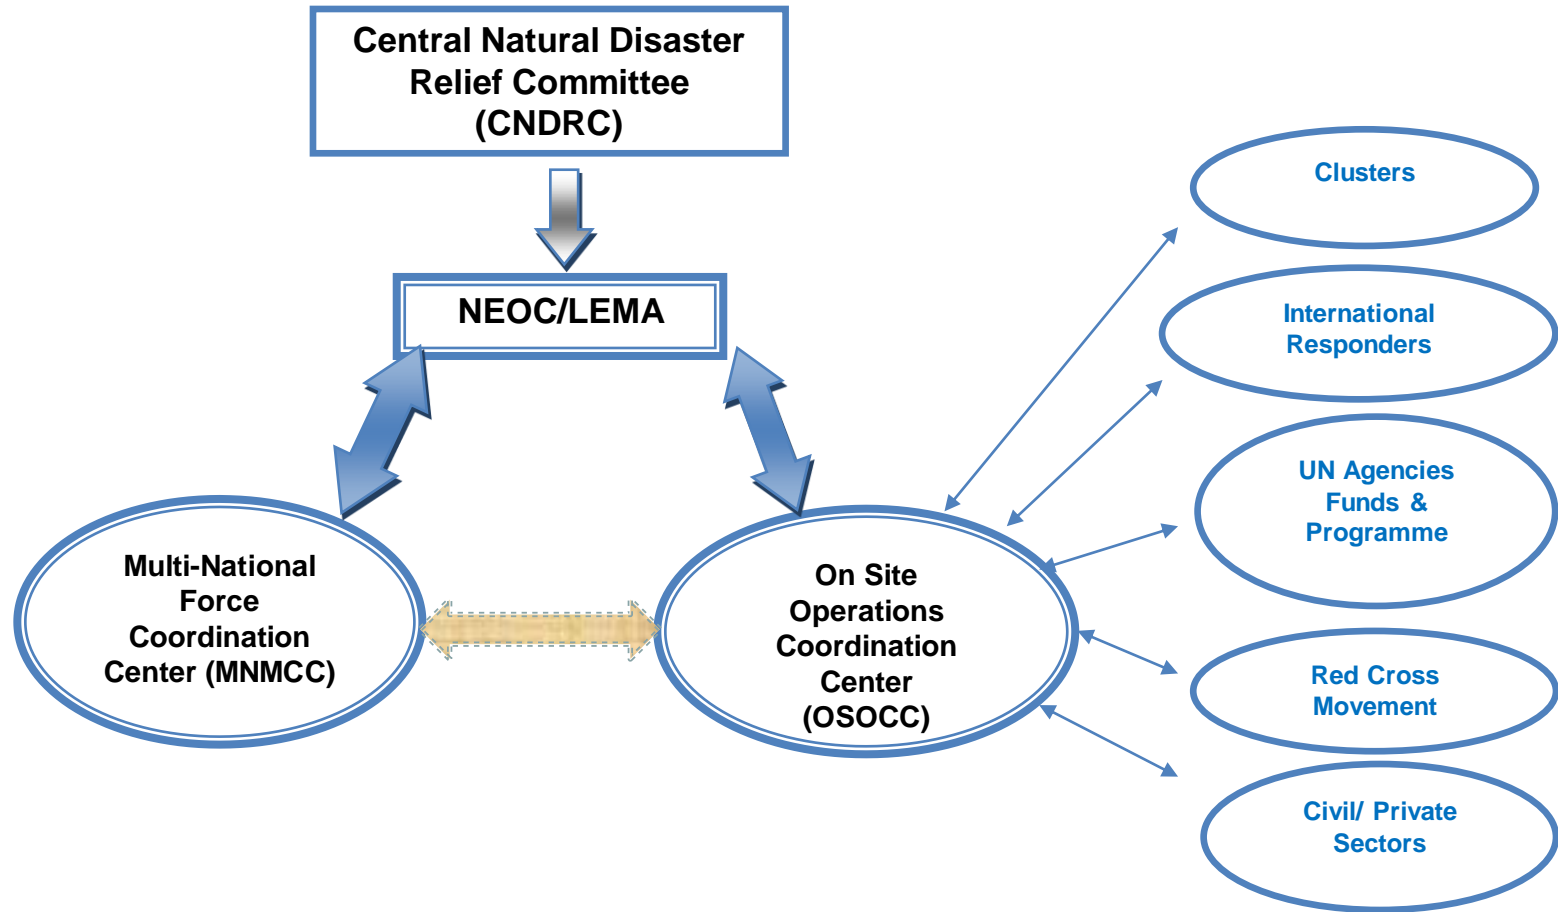 Central Natural Disaster
Relief Committee
(CNDRC)
NEOC/LEMA
Multi-National
Force
Coordination
Center (MNMCC)
On Site
Operations
Coordination
Center
(OSOCC)
Clusters
International
Responders
UN Agencies
Funds &
Programme
Red Cross
Movement
Civil/ Private
Sectors